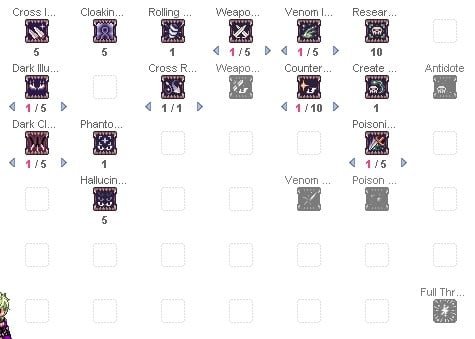 Cross I... Cloakin... Rolling ... Weapo... Venom I... Resear...
5 5 1 1 / 5 1 / 5 10
Dark Illu... Cross R... Weapo... Counter... Create ... Antidote
1 / 5 1 / 1 1 / 10 1
Dark Cl... Phanto... Poisoni...
1 / 5 1 1 / 5
Hallucin... Venom ... Poison ...
5
Full Thr...